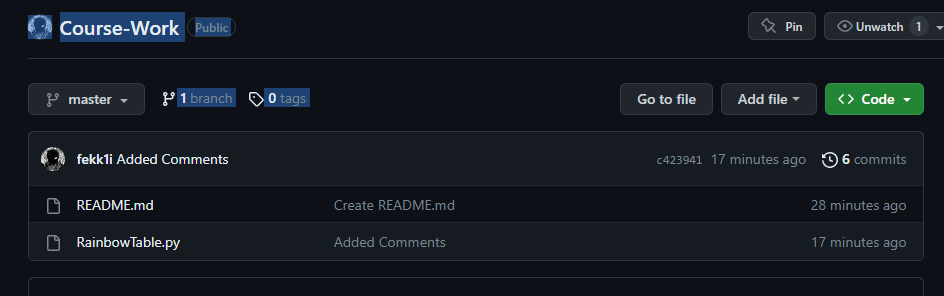 Course-Work Public Pin Unwatch 1
master 1 branch 0 tags Go to file Add file Code
fekk1i Added Comments c423941 17 minutes ago 6 commits
README.md Create README.md 28 minutes ago
RainbowTable.py Added Comments 17 minutes ago